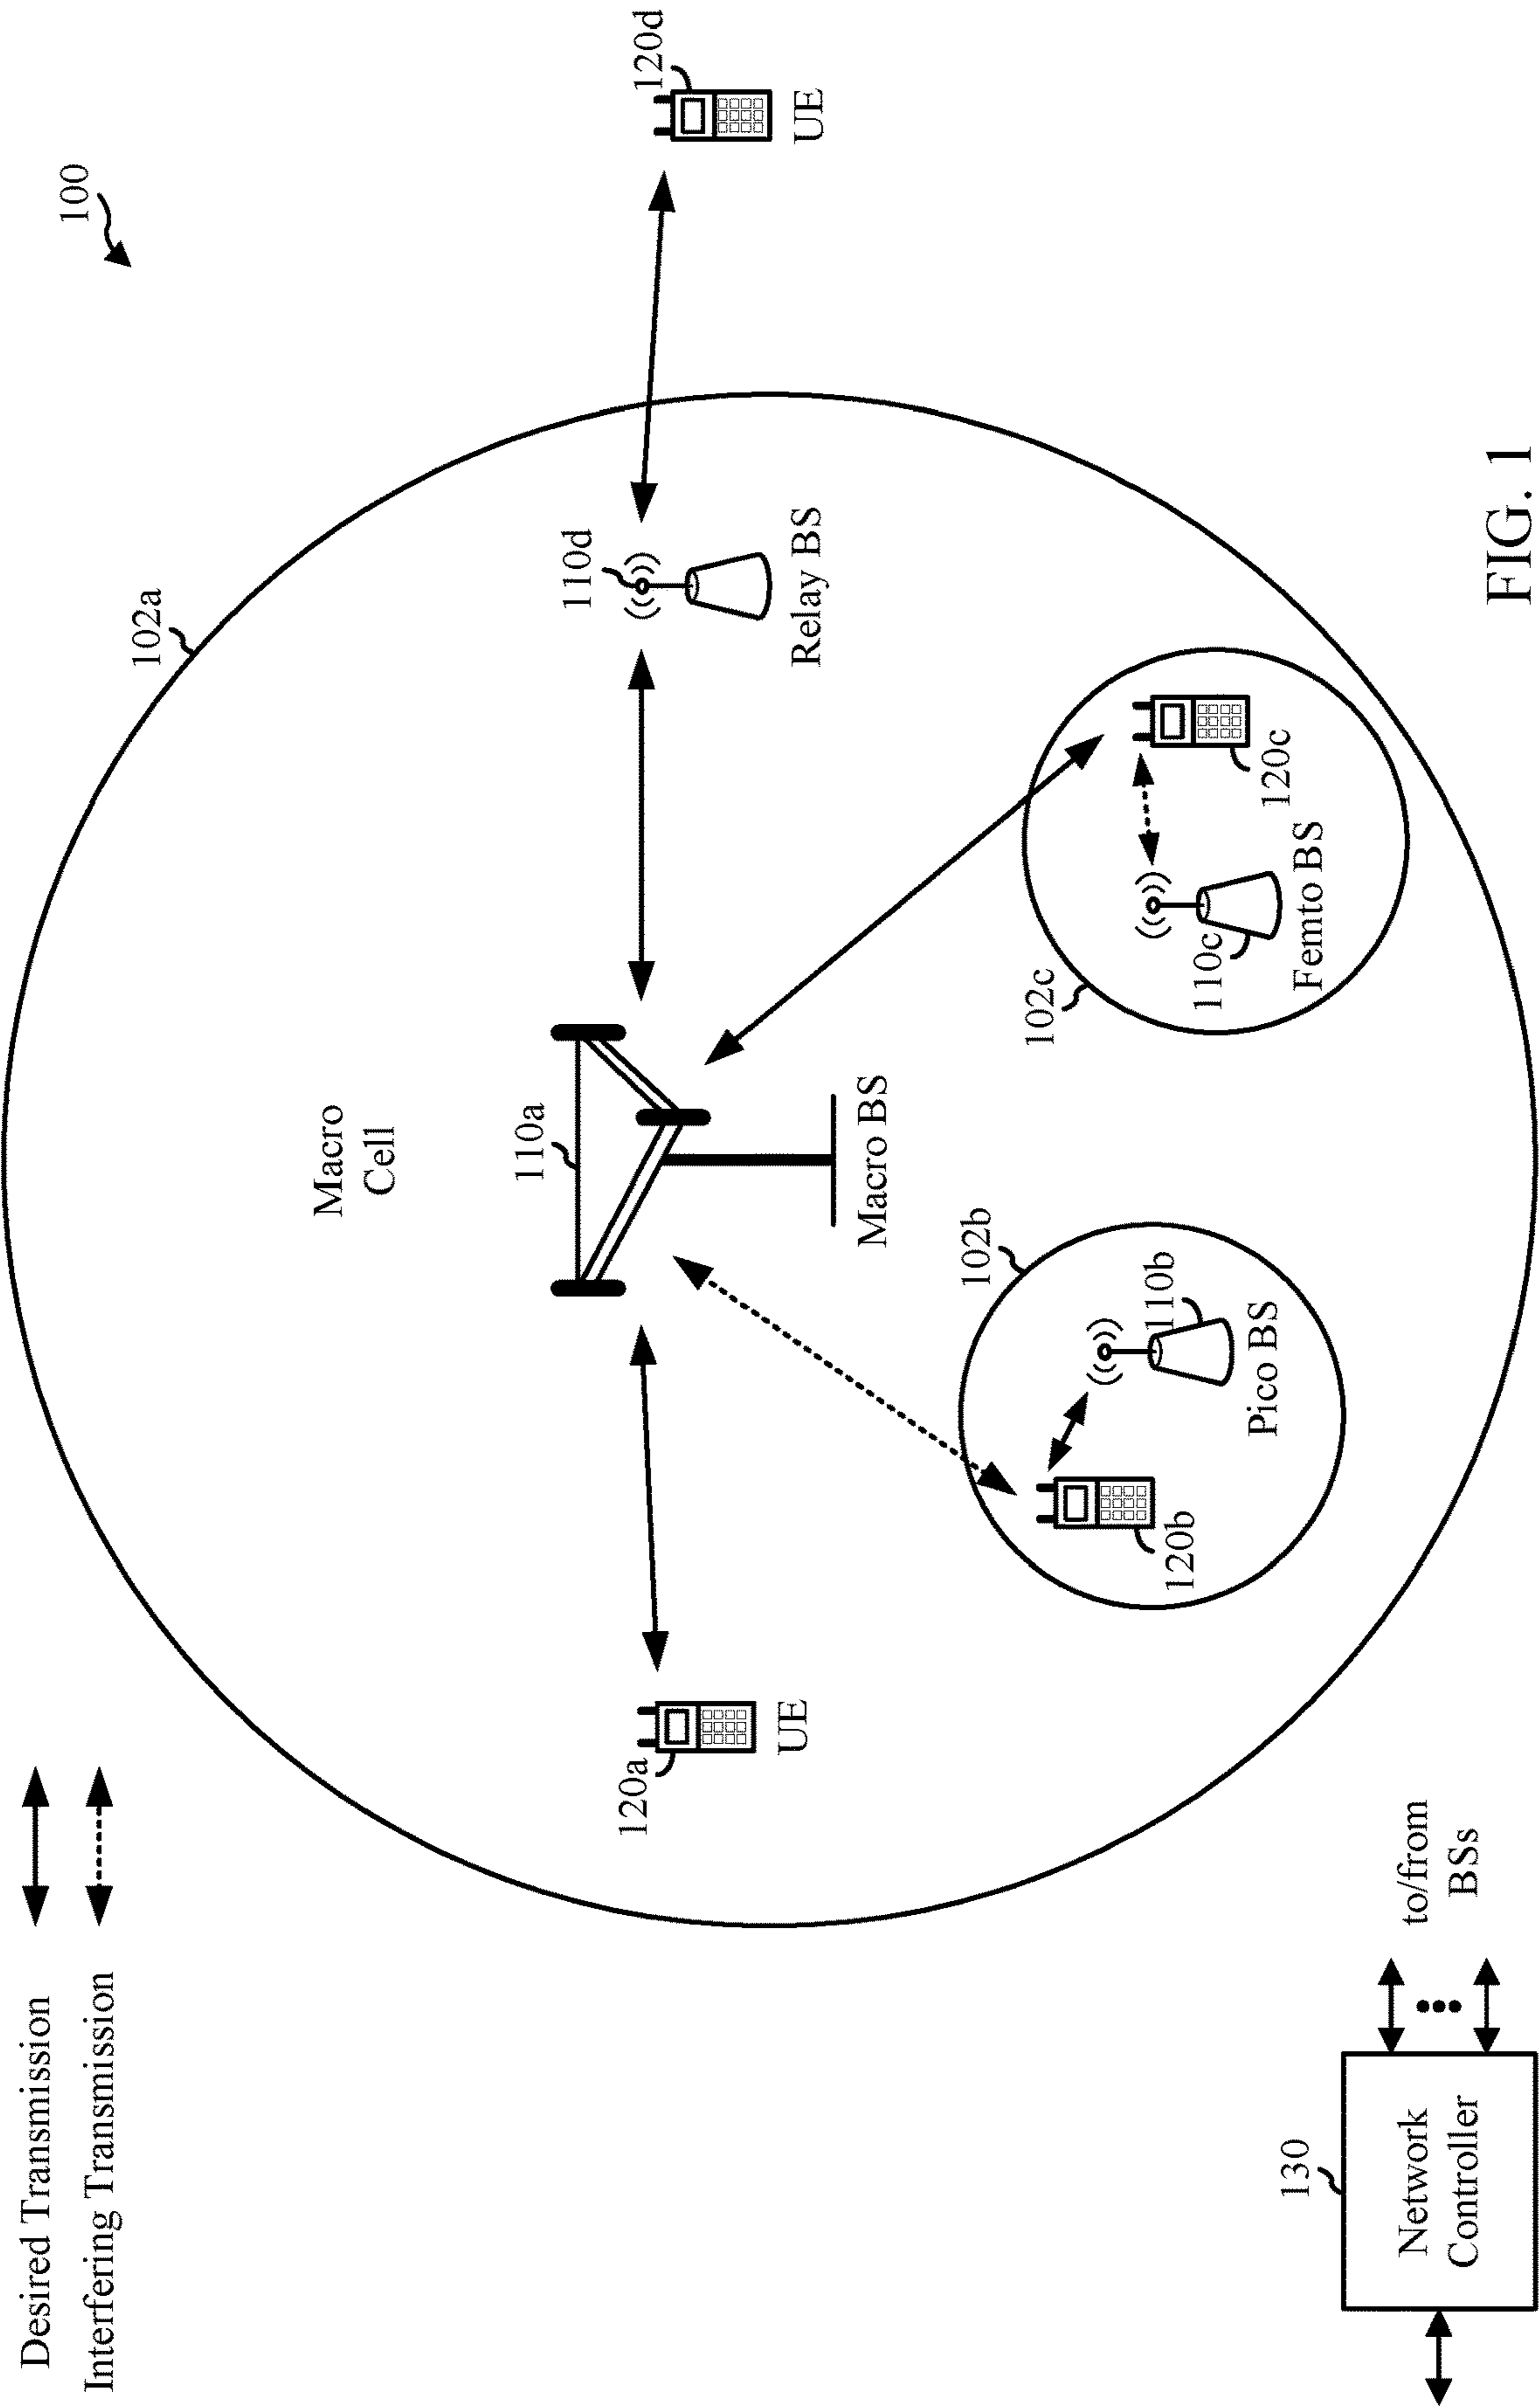 Desired Transmission
Interfering Transmission
100
102a
Macro
Cell
110a
Macro BS
120a
UE
110d
Relay BS
120d
UE
102b
110b
Pico BS
120b
102c
110c
Femto BS
120c
130
Network
Controller
to/from
BSs
FIG. 1